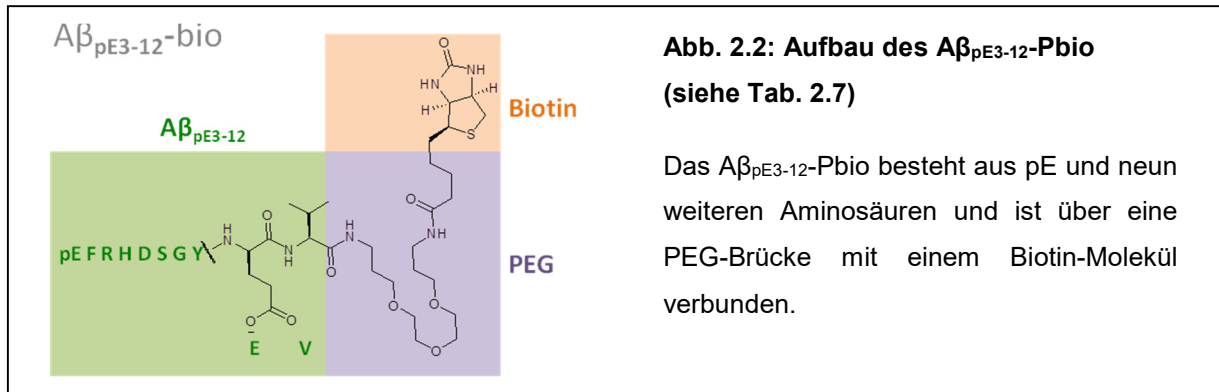 AβpE3-12-bio
AβpE3-12
Biotin
PEG
pE F R H D S G Y
E V
O
HN
NH
H
H
S
O
NH
H
N
O
N
H
O
H
N
O
O
O
O
O
O
-
Abb. 2.2: Aufbau des AβpE3-12-Pbio
(siehe Tab. 2.7)
Das AβpE3-12-Pbio besteht aus pE und neun
weiteren Aminosäuren und ist über eine
PEG-Brücke mit einem Biotin-Molekül
verbunden.